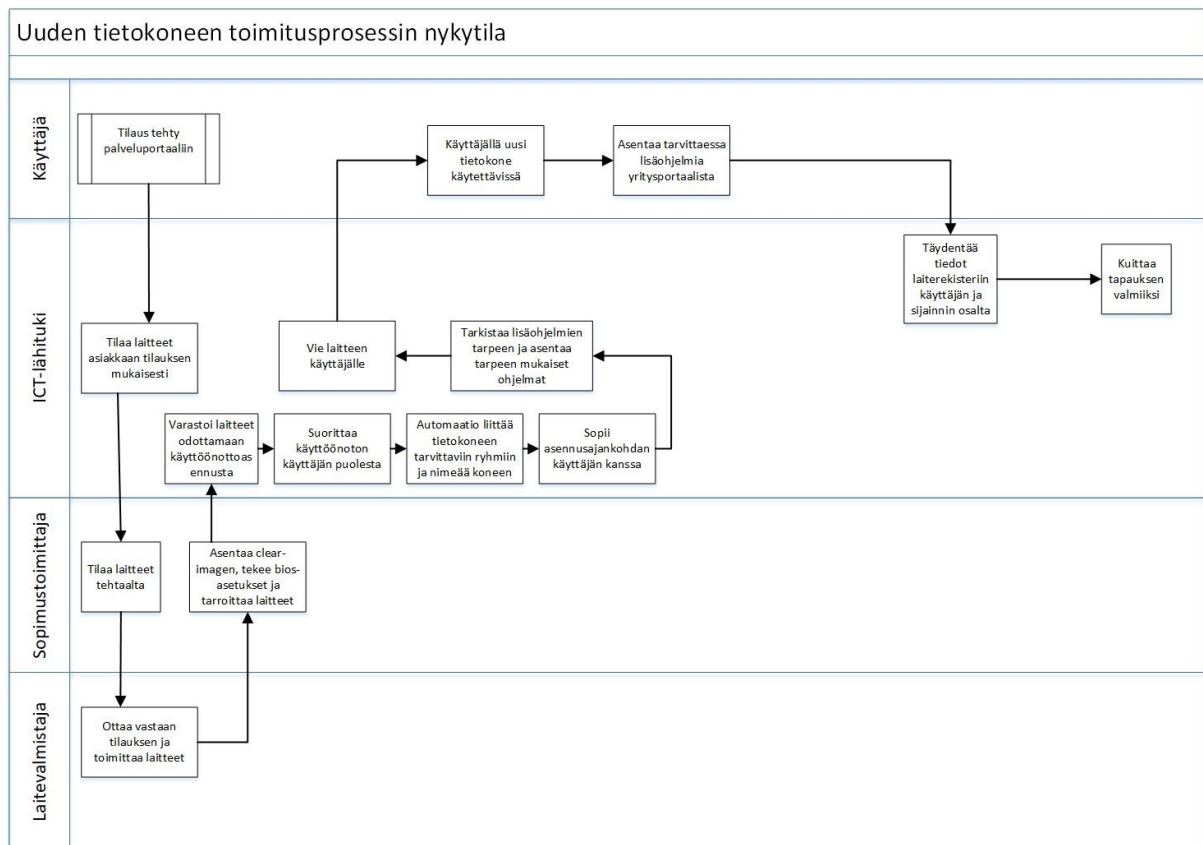 Uuden tietokoneen toimitusprosessin nykytila
Käyttäjä
Tilaus tehty
palveluportaaliin
Käyttäjällä uusi
tietokone
käytettävissä
Asentaa tarvittaessa
lisäohjelmia
yritysportaalista
ICT-lähituki
Tilaa laitteet
asiakkaan tilauksen
mukaisesti
Vie laitteen
käyttäjälle
Tarkistaa lisäohjelmien
tarpeen ja asentaa
tarpeen mukaiset
ohjelmat
Täydentää
tiedot
laiterekisteriin
käyttäjän ja
sijainnin osalta
Kuittaa
tapauksen
valmiiksi
Varastoi laitteet
odottamaan
käyttöönottoas
ennusta
Suorittaa
käyttöönoton
käyttäjän puolesta
Automaatio liittää
tietokoneen
tarvittaviin ryhmiin
ja nimeää koneen
Sopii
asennusajankohdan
käyttäjän kanssa
Sopimustoimittaja
Tilaa laitteet
tehtaalta
Asentaa clear-
imagen, tekee bios-
asetukset ja
tarroittaa laitteet
Laitevalmistaja
Ottaa vastaan
tilauksen ja
toimittaa laitteet